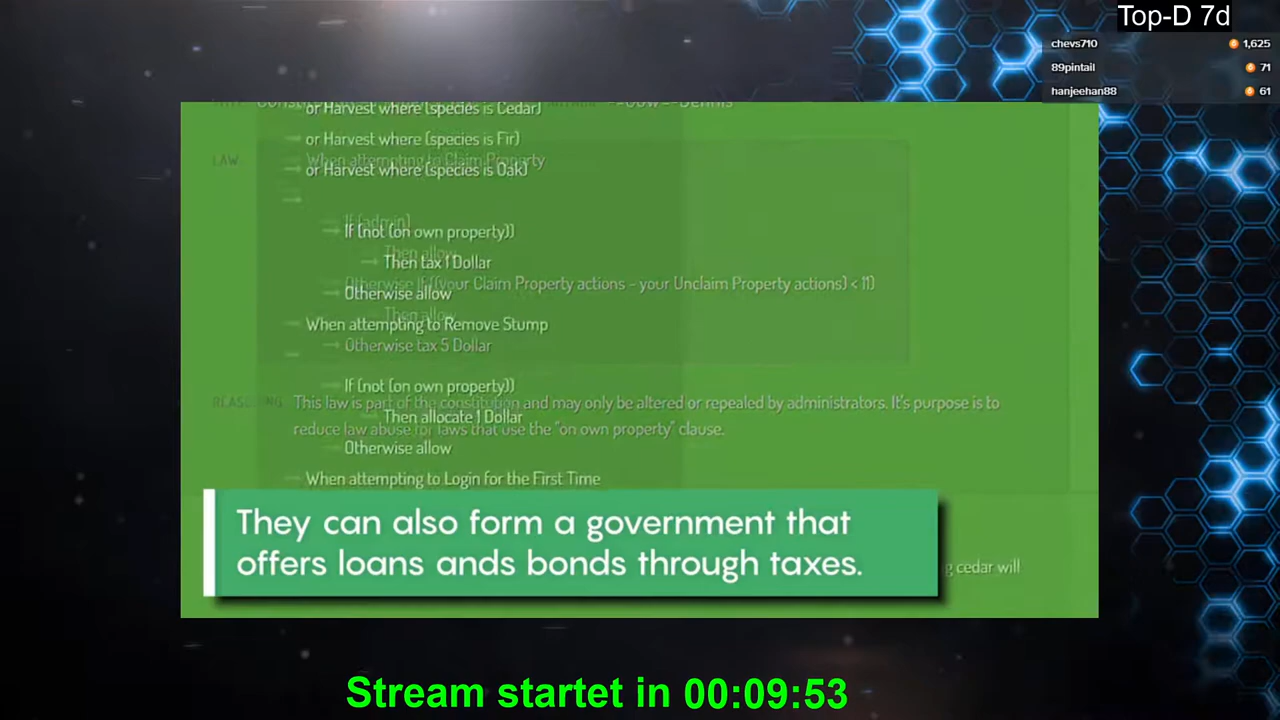 Top-D 7d
chevs710 1,625
89pintail 71
hanjeehan88 61
or Harvest where (species is Cedar)
or Harvest where (species is Fir)
LAW When attempting to Claim Property
or Harvest where (species is Oak)
If (admin)
If (not (on own property))
Then allow
Then tax 1 Dollar
Otherwise If ((your Claim Property actions - your Unclaim Property actions) < 11)
Otherwise allow
Then allow
When attempting to Remove Stump
Otherwise tax 5 Dollar
If (not (on own property))
REASONING This law is part of the constitution and may only be altered or repealed by administrators. It's purpose is to
Then allocate 1 Dollar
reduce law abuse for laws that use the "on own property" clause.
Otherwise allow
When attempting to Login for the First Time
They can also form a government that
offers loans ands bonds through taxes.
g cedar will
Stream startet in 00:09:53